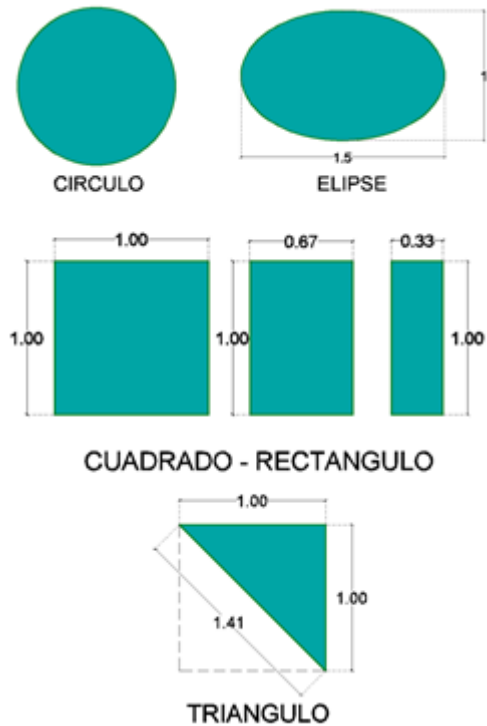 1
1.5
CIRCULO
ELIPSE
1.00 0.67 0.33
1.00 1.00 1.00
CUADRADO - RECTANGULO
1.00
1.00
1.41
TRIANGULO